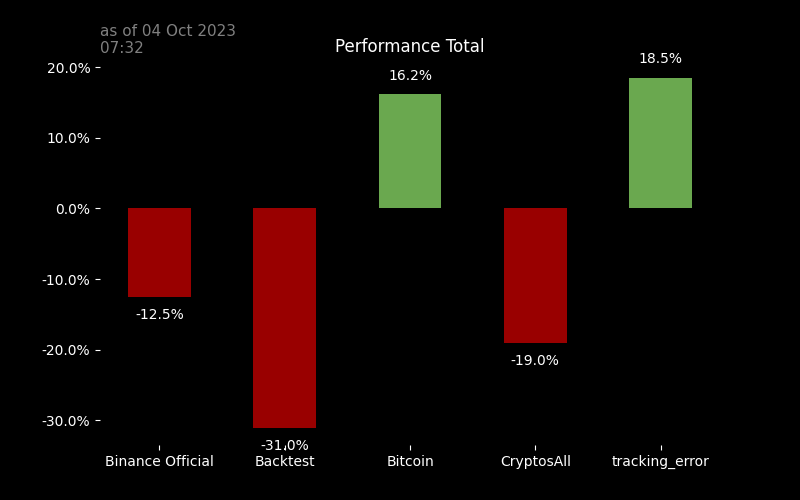 as of 04 Oct 2023
07:32
Performance Total
18.5%
20.0%
16.2%
10.0%
0.0%
-10.0%
-12.5%
-20.0%
-19.0%
-30.0%
-31.0%
Binance Official
Backtest
Bitcoin
CryptosAll
tracking_error